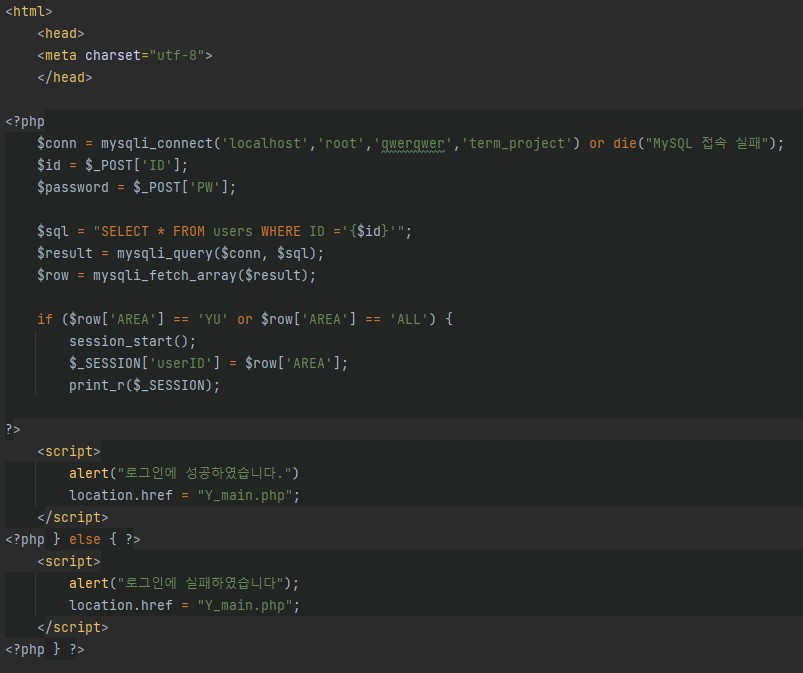 <html>
<head>
<meta charset="utf-8">
</head>
<?php
$conn = mysqli_connect('localhost','root','qwerqwer','term_project') or die("MySQL 접속 실패");
$id = $_POST['ID'];
$password = $_POST['PW'];
$sql = "SELECT * FROM users WHERE ID ='{$id}'";
$result = mysqli_query($conn, $sql);
$row = mysqli_fetch_array($result);
if ($row['AREA'] == 'YU' or $row['AREA'] == 'ALL') {
session_start();
$_SESSION['userID'] = $row['AREA'];
print_r($_SESSION);
?>
<script>
alert("로그인에 성공하였습니다.")
location.href = "Y_main.php";
</script>
<?php } else { ?>
<script>
alert("로그인에 실패하였습니다");
location.href = "Y_main.php";
</script>
<?php } ?>